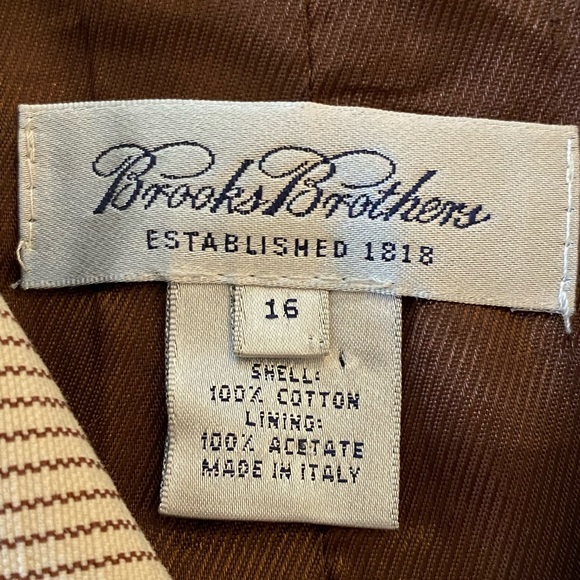 Brooks Brothers
ESTABLISHED 1818
16
SHELL:
100% COTTON
LINING:
100% ACETATE
MADE IN ITALY